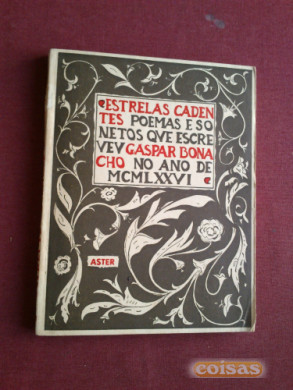 ESTRELAS CADEN
TES POEMAS E SO
NETOS QVE ESCRE
VEV GASPAR BONA
CHO NO ANO DE
MCMLXXVI
ASTER
coisas